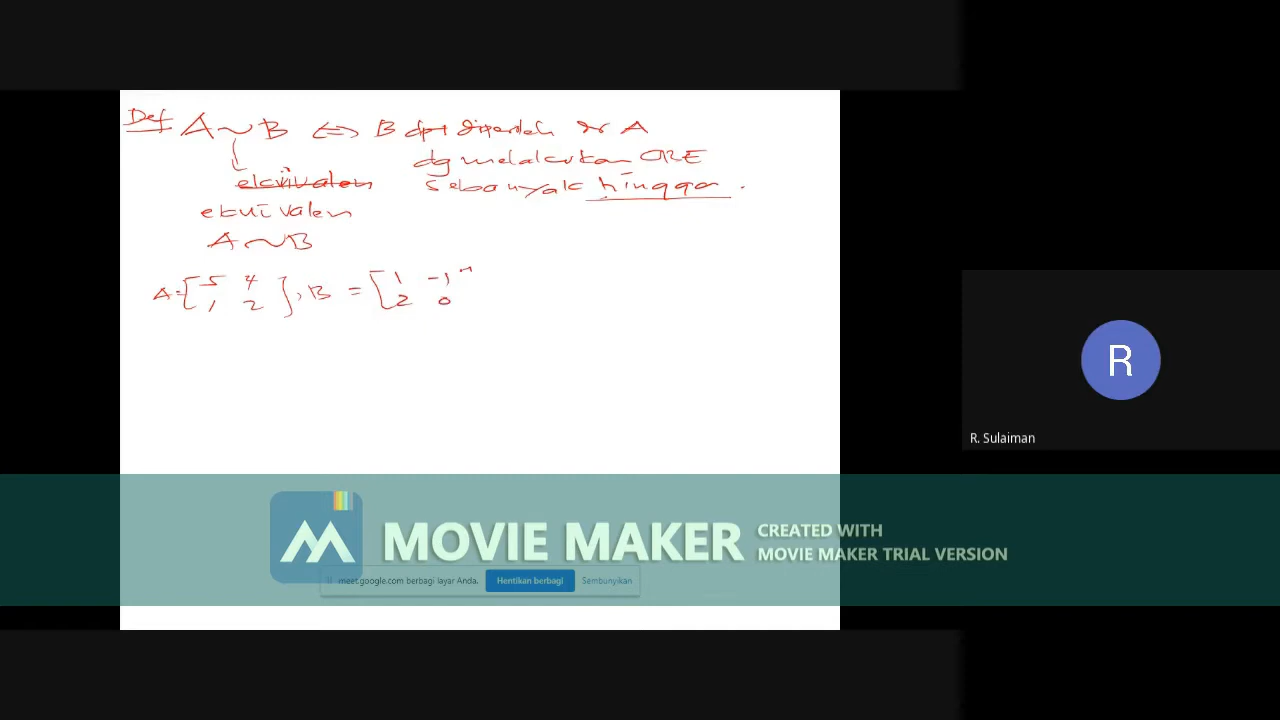 Def A ~ B ⇔ B dpt diperoleh dr A
dg melakukan ORE
ekuivalen sebanyak hingga.
ekuivalen
A ~ B
A = [5 4
1 2], B = [1 -1
2 0
R
R. Sulaiman
MOVIE MAKER
CREATED WITH
MOVIE MAKER TRIAL VERSION
meet.google.com berbagi layar Anda. Hentikan berbagi Sembunyikan